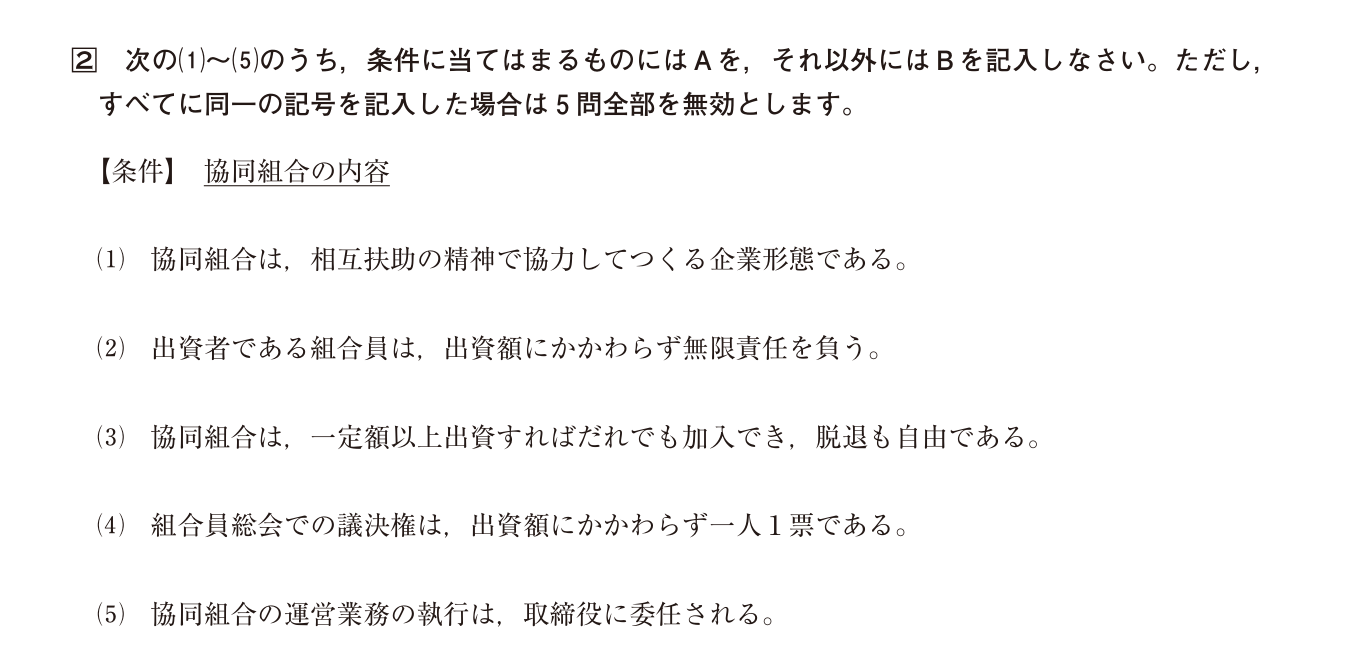 2 次の⑴～⑸のうち，条件に当てはまるものにはAを，それ以外にはBを記入しなさい。ただし，
すべてに同一の記号を記入した場合は5問全部を無効とします。
【条件】 協同組合の内容
⑴ 協同組合は，相互扶助の精神で協力してつくる企業形態である。
⑵ 出資者である組合員は，出資額にかかわらず無限責任を負う。
⑶ 協同組合は，一定額以上出資すればだれでも加入でき，脱退も自由である。
⑷ 組合員総会での議決権は，出資額にかかわらず一人1票である。
⑸ 協同組合の運営業務の執行は，取締役に委任される。